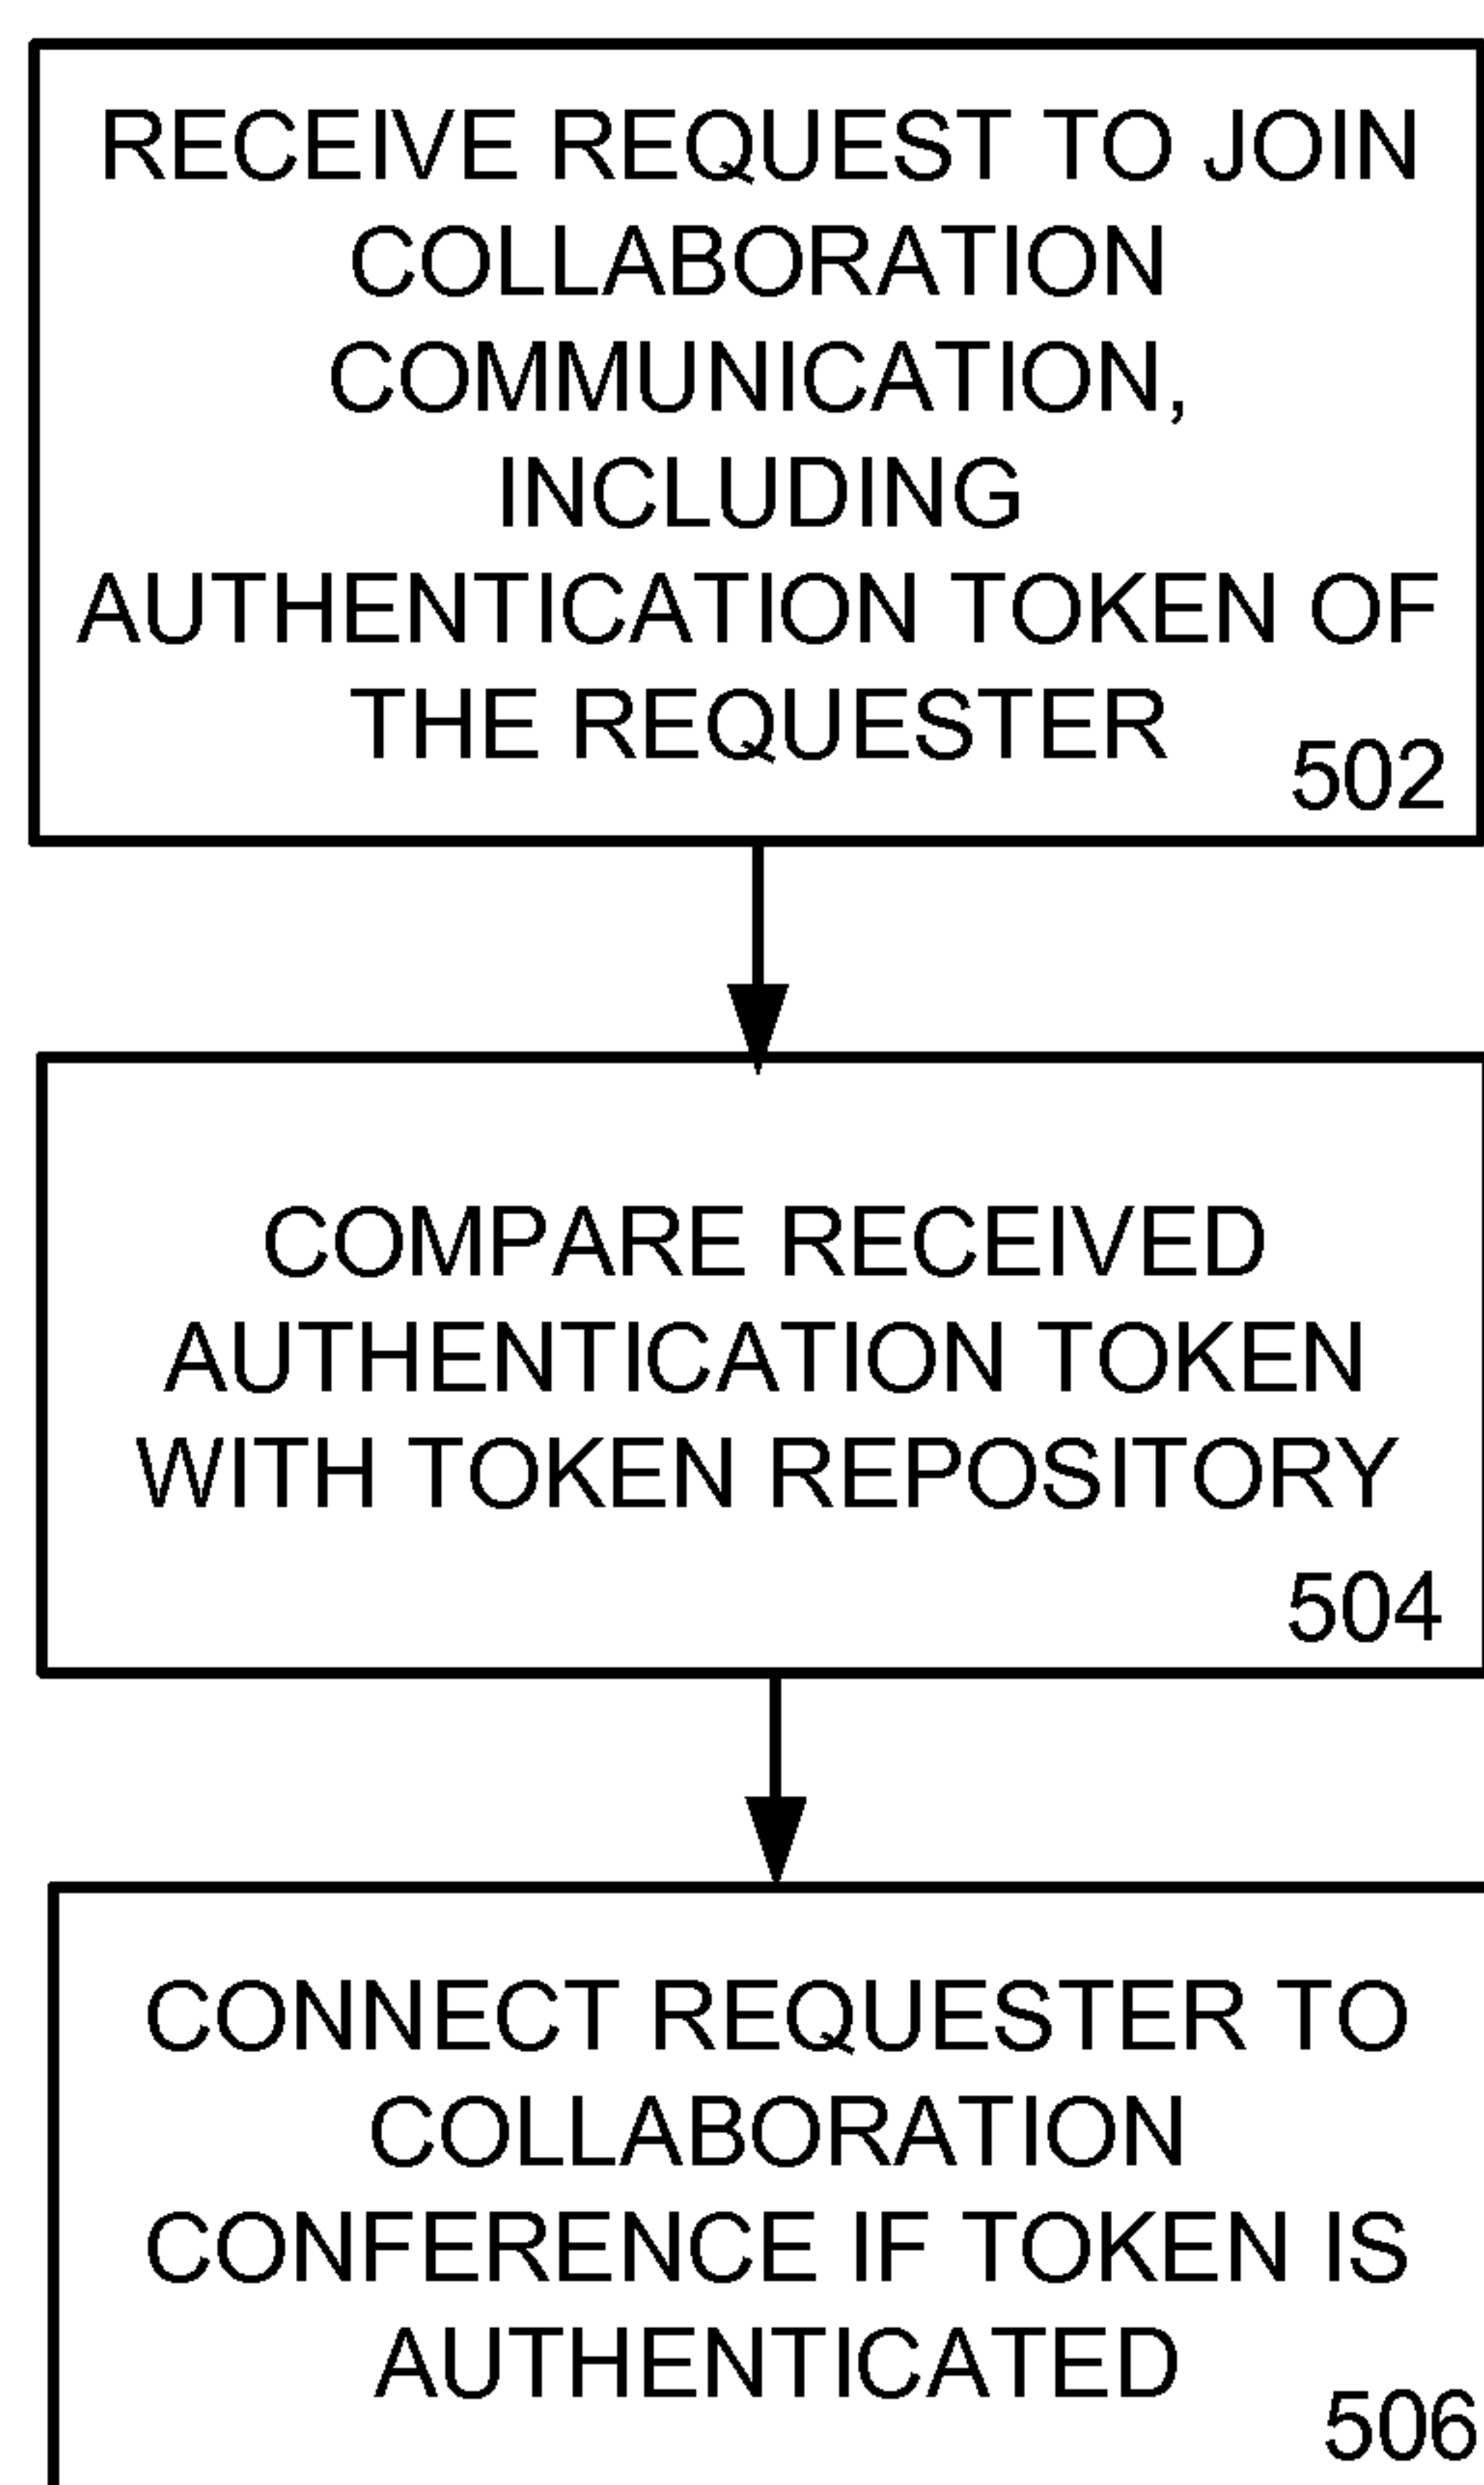 RECEIVE REQUEST TO JOIN
COLLABORATION
COMMUNICATION,
INCLUDING
AUTHENTICATION TOKEN OF
THE REQUESTER
502
COMPARE RECEIVED
AUTHENTICATION TOKEN
WITH TOKEN REPOSITORY
504
CONNECT REQUESTER TO
COLLABORATION
CONFERENCE IF TOKEN IS
AUTHENTICATED
506